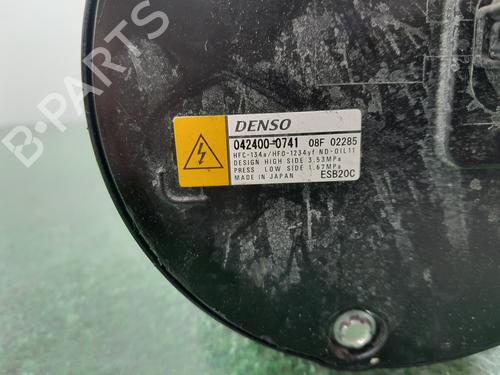 B-PARTS
DENSO
042400-0741 08F 02285
HFC-134a/HFO-1234yf ND-OIL11
DESIGN HIGH SIDE 3.53MPa
PRESS LOW SIDE 1.67MPa
MADE IN JAPAN ESB20C